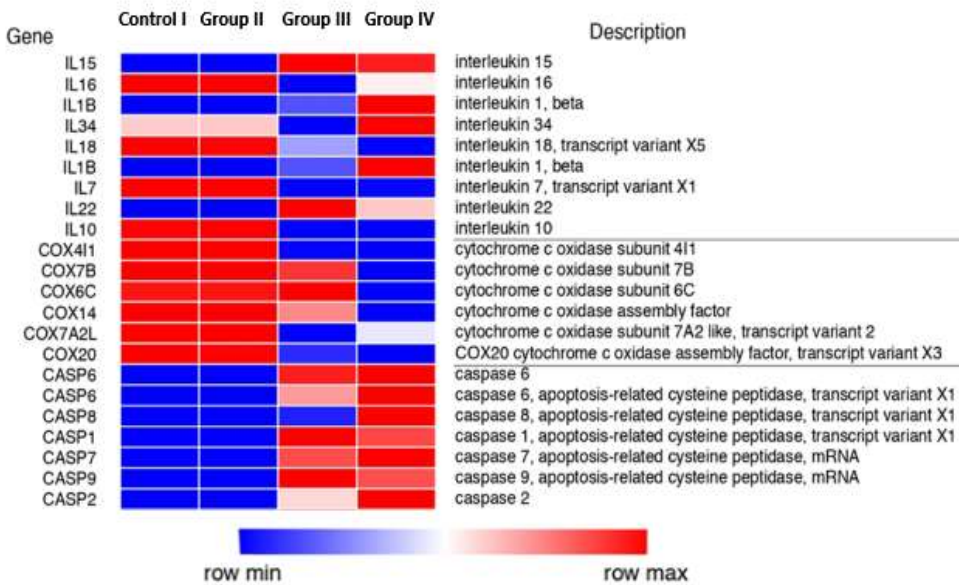 Control I Group II Group III Group IV
Gene Description
IL15 interleukin 15
IL16 interleukin 16
IL1B interleukin 1, beta
IL34 interleukin 34
IL18 interleukin 18, transcript variant X5
IL1B interleukin 1, beta
IL7 interleukin 7, transcript variant X1
IL22 interleukin 22
IL10 interleukin 10
COX4I1 cytochrome c oxidase subunit 4I1
COX7B cytochrome c oxidase subunit 7B
COX6C cytochrome c oxidase subunit 6C
COX14 cytochrome c oxidase assembly factor
COX7A2L cytochrome c oxidase subunit 7A2 like, transcript variant 2
COX20 COX20 cytochrome c oxidase assembly factor, transcript variant X3
CASP6 caspase 6
CASP6 caspase 6, apoptosis-related cysteine peptidase, transcript variant X1
CASP8 caspase 8, apoptosis-related cysteine peptidase, transcript variant X1
CASP1 caspase 1, apoptosis-related cysteine peptidase, transcript variant X1
CASP7 caspase 7, apoptosis-related cysteine peptidase, mRNA
CASP9 caspase 9, apoptosis-related cysteine peptidase, mRNA
CASP2 caspase 2
row min row max